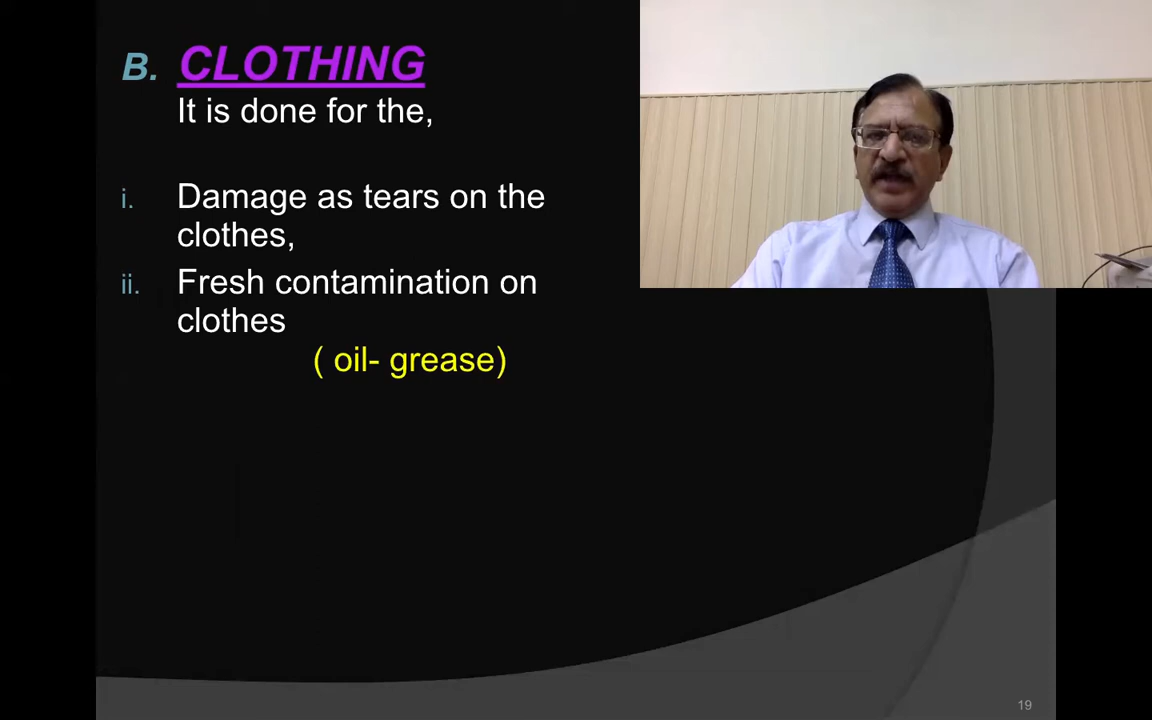 B. CLOTHING
It is done for the,
i. Damage as tears on the
clothes,
ii. Fresh contamination on
clothes
( oil- grease)
19